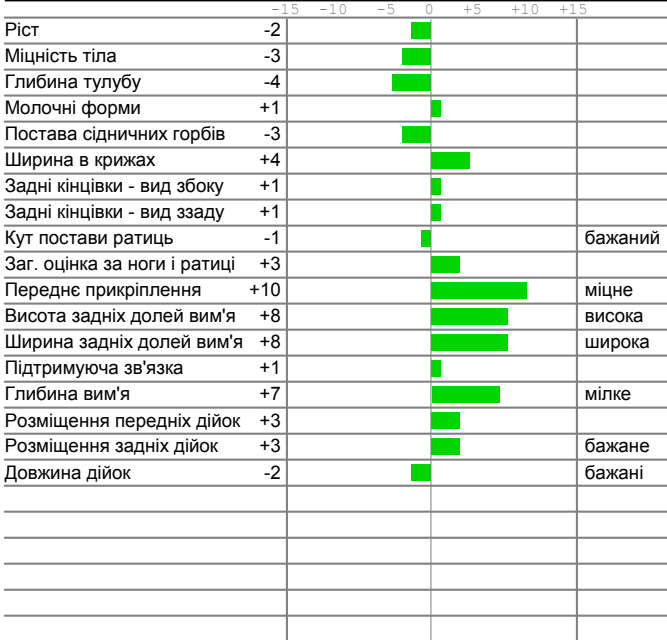 -15 -10 -5 0 +5 +10 +15
Ріст -2
Міцність тіла -3
Глибина тулубу -4
Молочні форми +1
Постава сідничних горбів -3
Ширина в крижах +4
Задні кінцівки - вид збоку +1
Задні кінцівки - вид ззаду +1
Кут постави ратиць -1 бажаний
Заг. оцінка за ноги і ратиці +3
Переднє прикріплення +10 міцне
Висота задніх долей вим'я +8 висока
Ширина задніх долей вим'я +8 широка
Підтримуюча зв'язка +1
Глибина вим'я +7 мілке
Розміщення передніх дійок +3
Розміщення задніх дійок +3 бажане
Довжина дійок -2 бажані